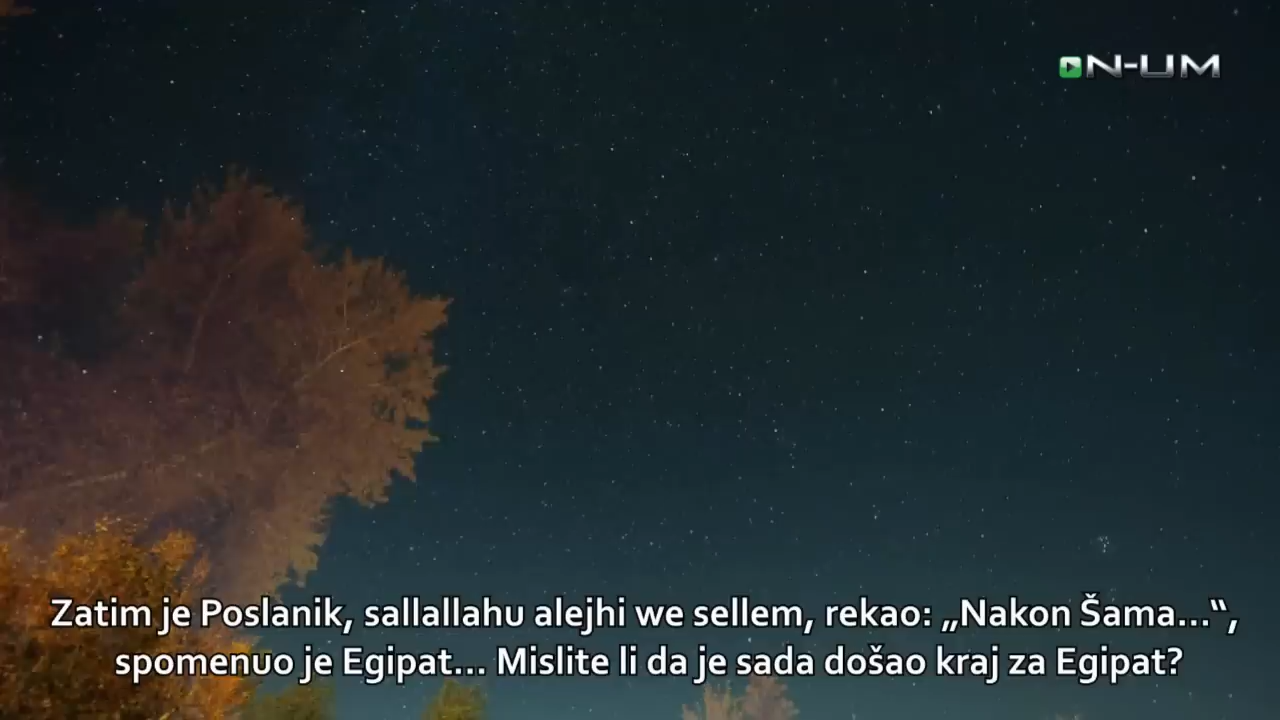 N-UM
Zatim je Poslanik, sallallahu alejhi we sellem, rekao: „Nakon Šama...“,
spomenuo je Egipat... Mislite li da je sada došao kraj za Egipat?